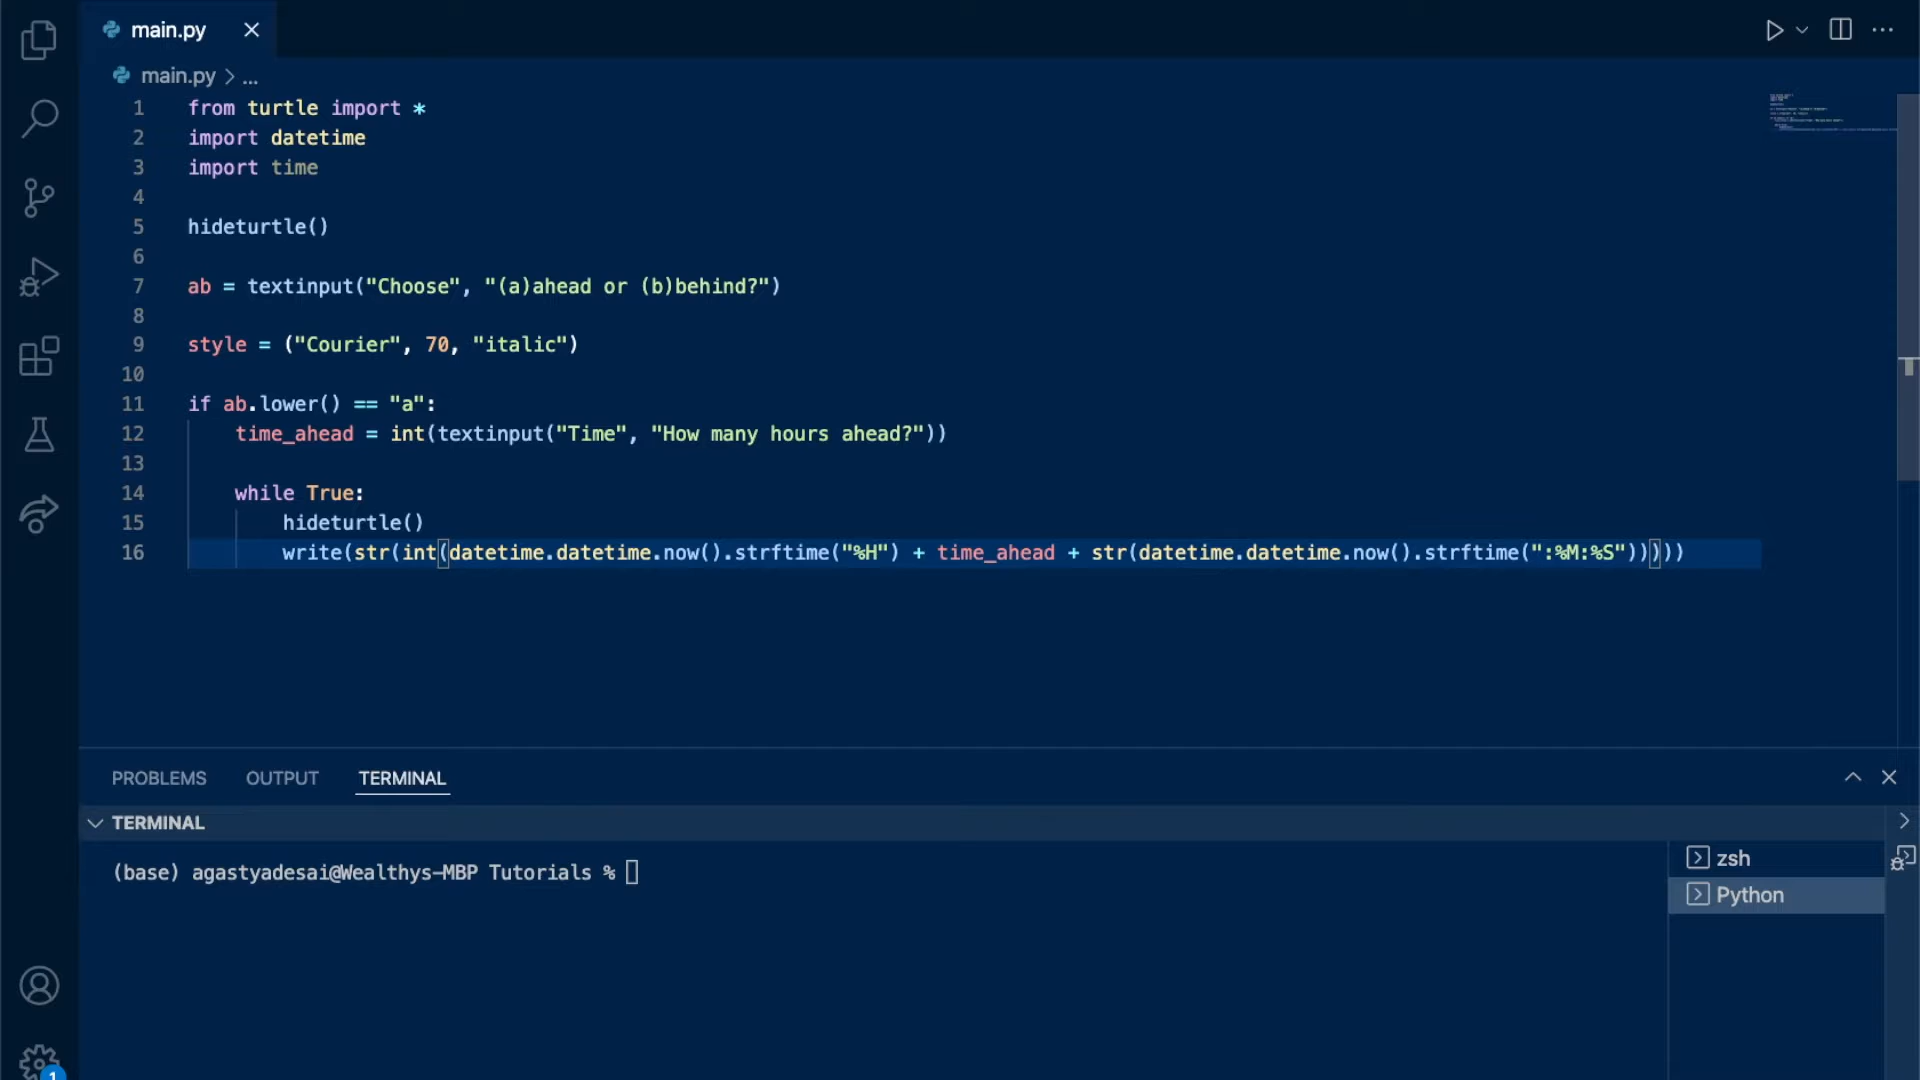 main.py
main.py > ...
1 from turtle import *
2 import datetime
3 import time
4
5 hideturtle()
6
7 ab = textinput("Choose", "(a)ahead or (b)behind?")
8
9 style = ("Courier", 70, "italic")
10
11 if ab.lower() == "a":
12 time_ahead = int(textinput("Time", "How many hours ahead?"))
13
14 while True:
15 hideturtle()
16 write(str(int(datetime.datetime.now().strftime("%H") + time_ahead + str(datetime.datetime.now().strftime(":%M:%S")))))
PROBLEMS OUTPUT TERMINAL
TERMINAL
(base) agastyadesai@Wealthys-MBP Tutorials %
zsh
Python
1